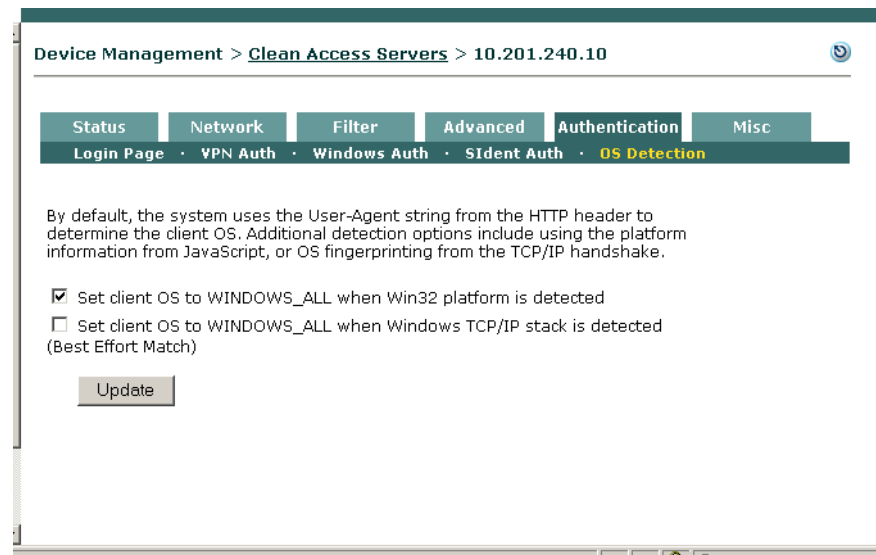 Device Management > Clean Access Servers > 10.201.240.10
Status Network Filter Advanced Authentication Misc
Login Page · VPN Auth · Windows Auth · SIdent Auth · OS Detection
By default, the system uses the User-Agent string from the HTTP header to
determine the client OS. Additional detection options include using the platform
information from JavaScript, or OS fingerprinting from the TCP/IP handshake.
Set client OS to WINDOWS_ALL when Win32 platform is detected
Set client OS to WINDOWS_ALL when Windows TCP/IP stack is detected
(Best Effort Match)
Update